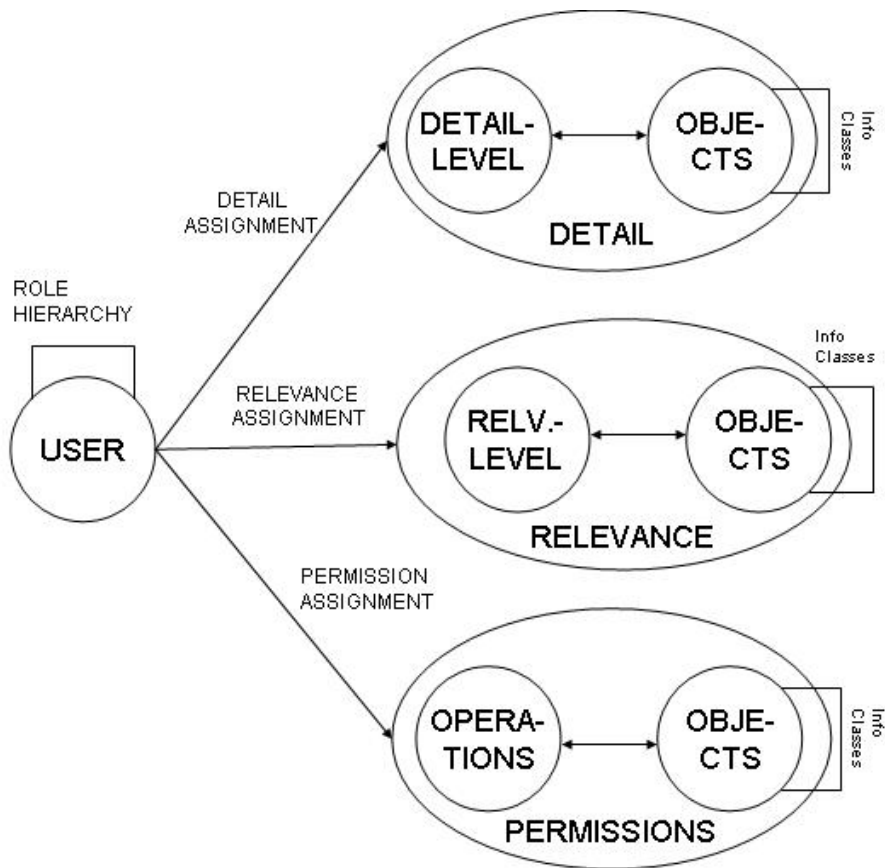 DETAIL-
LEVEL
OBJE-
CTS
Info
Classes
DETAIL
DETAIL
ASSIGNMENT
ROLE
HIERARCHY
USER
RELEVANCE
ASSIGNMENT
RELV.-
LEVEL
OBJE-
CTS
Info
Classes
RELEVANCE
PERMISSION
ASSIGNMENT
OPERA-
TIONS
OBJE-
CTS
Info
Classes
PERMISSIONS